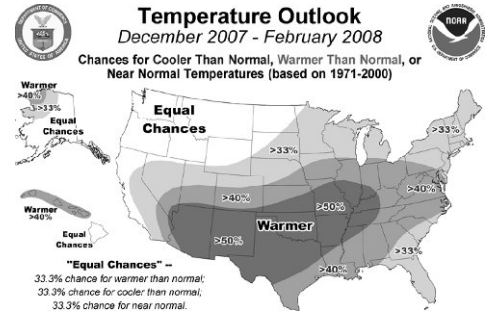 Temperature Outlook
December 2007 - February 2008
Chances for Cooler Than Normal, Warmer Than Normal, or
Near Normal Temperatures (based on 1971-2000)
NOAA
Warmer
>40%
>33%
Equal
Chances
Equal
Chances
>33%
>33%
>40%
>40%
>50%
Warmer
>50%
>33%
>40%
Warmer
>40%
Equal
Chances
"Equal Chances" --
33.3% chance for warmer than normal;
33.3% chance for cooler than normal;
33.3% chance for near normal.